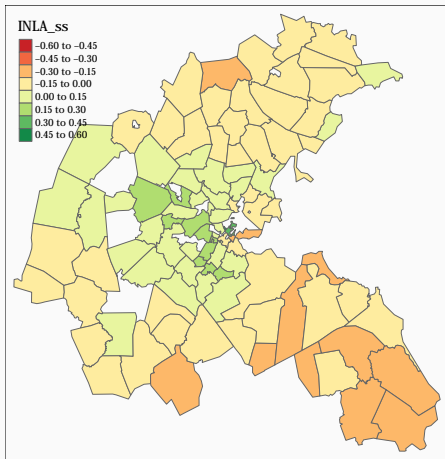 INLA_ss
-0.60 to -0.45
-0.45 to -0.30
-0.30 to -0.15
-0.15 to 0.00
0.00 to 0.15
0.15 to 0.30
0.30 to 0.45
0.45 to 0.60